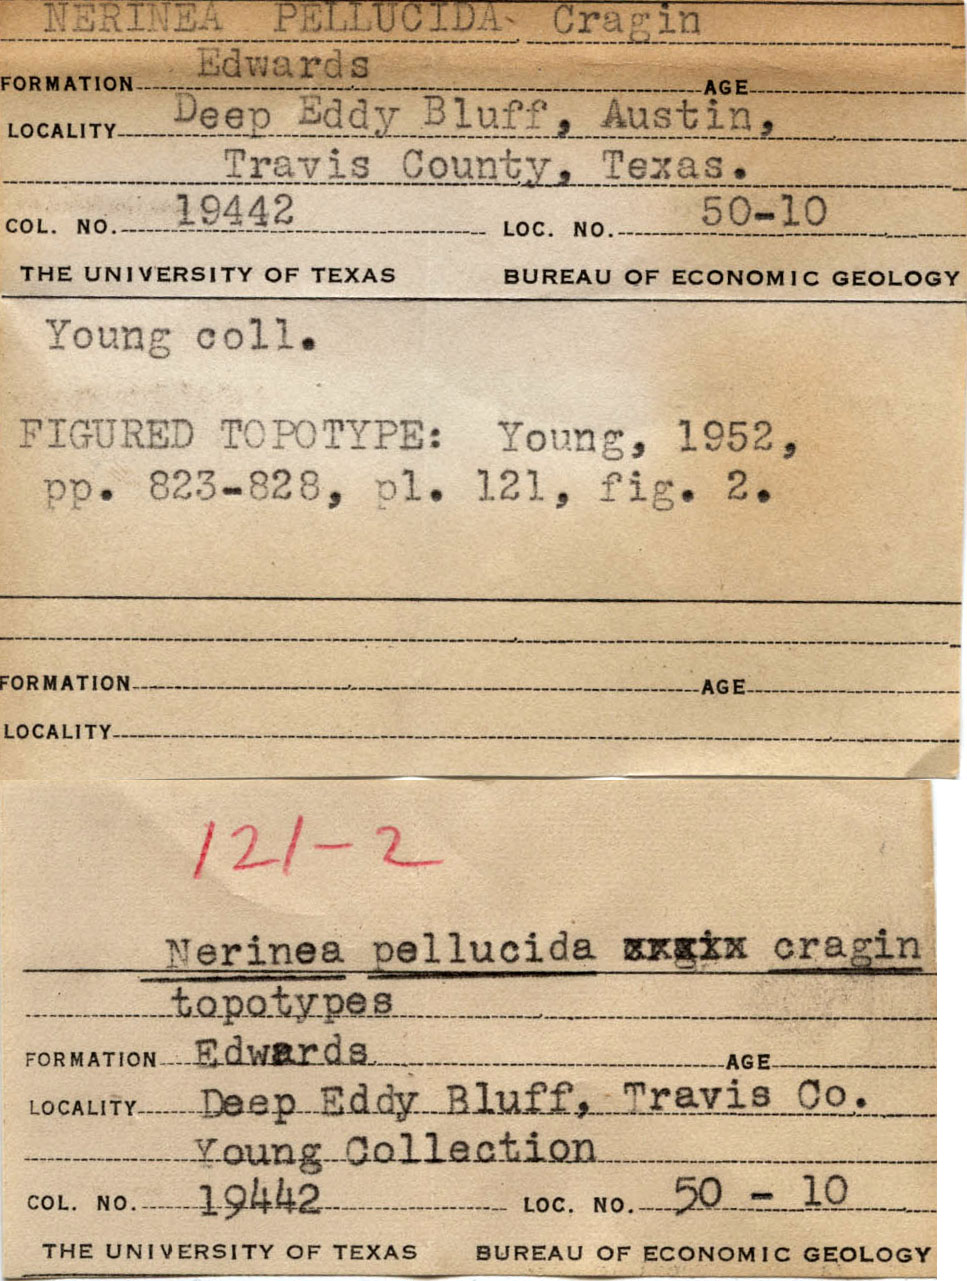 NERINEA PELLUCIDA Cragin
FORMATION Edwards AGE
LOCALITY Deep Eddy Bluff, Austin,
Travis County, Texas.
COL. NO. 19442 LOC. NO. 50-10
THE UNIVERSITY OF TEXAS BUREAU OF ECONOMIC GEOLOGY
Young coll.
FIGURED TOPOTYPE: Young, 1952,
pp. 823-828, pl. 121, fig. 2.
FORMATION AGE
LOCALITY
121-2
Nerinea pellucida cragin
topotypes
FORMATION Edwards AGE
LOCALITY Deep Eddy Bluff, Travis Co.
Young Collection
COL. NO. 19442 LOC. NO. 50 - 10
THE UNIVERSITY OF TEXAS BUREAU OF ECONOMIC GEOLOGY